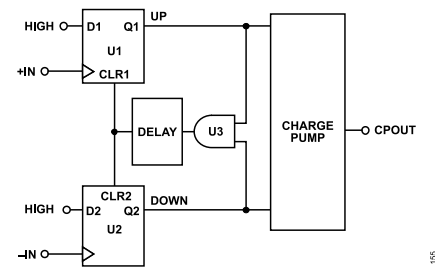 UP
HIGH D1 Q1
U1
+IN CLR1
DELAY U3 CHARGE PUMP CPOUT
CLR2 DOWN
HIGH D2 Q2
U2
–IN
155